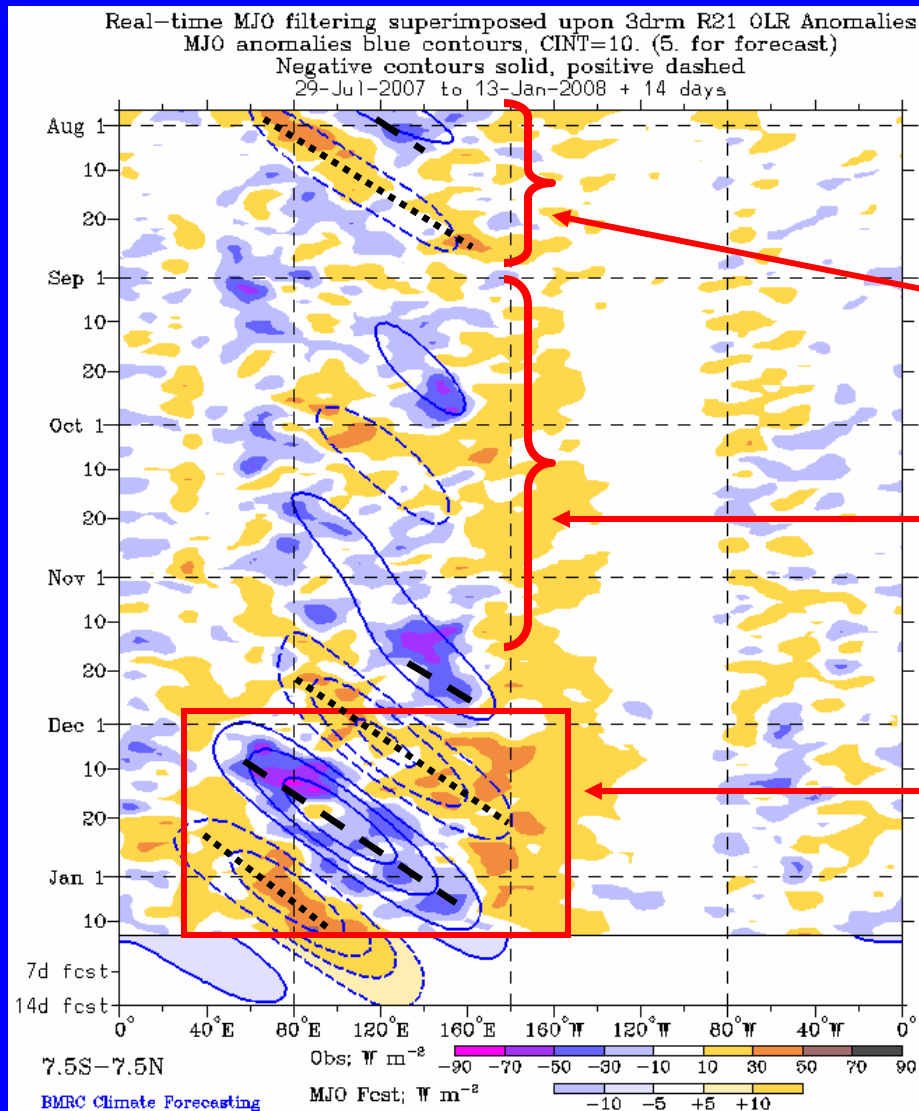 Real-time MJO filtering superimposed upon 3drm R21 OLR Anomalies
MJO anomalies blue contours, CINT=10. (5. for forecast)
Negative contours solid, positive dashed
29-Jul-2007 to 13-Jan-2008 + 14 days
Aug 1
10
20
Sep 1
10
20
Oct 1
10
20
Nov 1
10
20
Dec 1
10
20
Jan 1
10
7d fcst
14d fcst
0° 40°E 80°E 120°E 160°E 160°W 120°W 80°W 40°W 0°
7.5S-7.5N
Obs; W m⁻²
-90 -70 -50 -30 -10 10 30 50 70 90
BMRC Climate Forecasting
MJO Fcst; W m⁻²
-10 -5 +5 +10